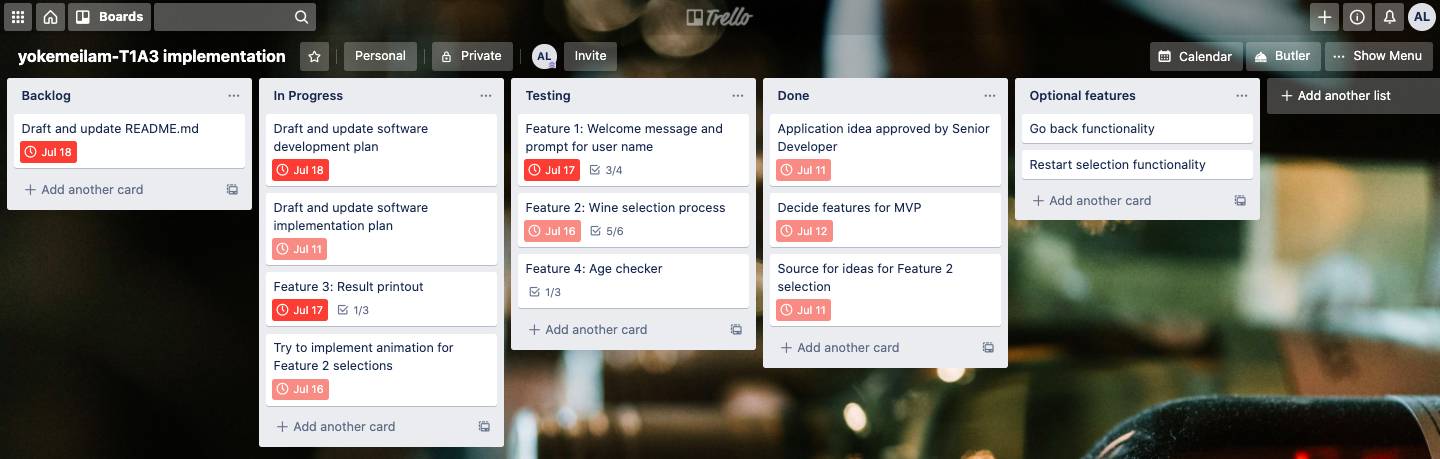 Boards
Trello
AL
yokemeilam-T1A3 implementation
Personal
Private
AL
Invite
Calendar
Butler
Show Menu
Backlog
Draft and update README.md
Jul 18
Add another card
In Progress
Draft and update software
development plan
Jul 18
Draft and update software
implementation plan
Jul 11
Feature 3: Result printout
Jul 17 1/3
Try to implement animation for
Feature 2 selections
Jul 16
Add another card
Testing
Feature 1: Welcome message and
prompt for user name
Jul 17 3/4
Feature 2: Wine selection process
Jul 16 5/6
Feature 4: Age checker
1/3
Add another card
Done
Application idea approved by Senior
Developer
Jul 11
Decide features for MVP
Jul 12
Source for ideas for Feature 2
selection
Jul 11
Add another card
Optional features
Go back functionality
Restart selection functionality
Add another card
Add another list